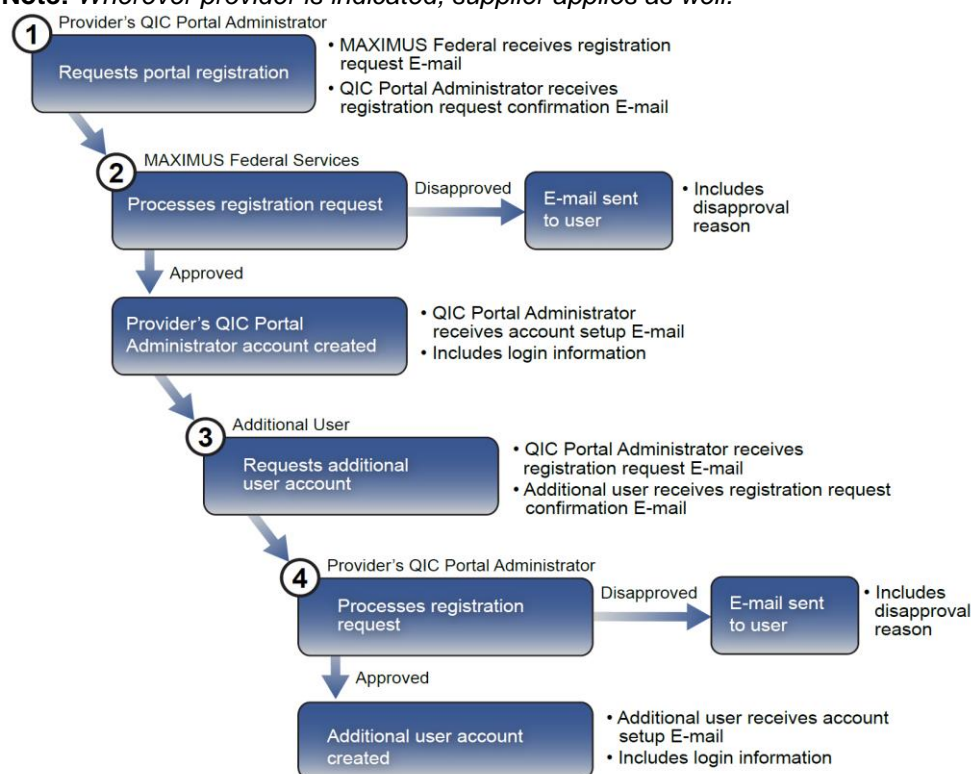 Note: Wherever provider is indicated, supplier applies as well.
Provider's QIC Portal Administrator
1
Requests portal registration
• MAXIMUS Federal receives registration
request E-mail
• QIC Portal Administrator receives
registration request confirmation E-mail
MAXIMUS Federal Services
2
Processes registration request
Disapproved
E-mail sent
to user
• Includes
disapproval
reason
Approved
Provider's QIC Portal
Administrator account created
• QIC Portal Administrator
receives account setup E-mail
• Includes login information
Additional User
3
Requests additional
user account
• QIC Portal Administrator receives
registration request E-mail
• Additional user receives registration request
confirmation E-mail
Provider's QIC Portal Administrator
4
Processes registration
request
Disapproved
E-mail sent
to user
• Includes
disapproval
reason
Approved
Additional user account
created
• Additional user receives account
setup E-mail
• Includes login information